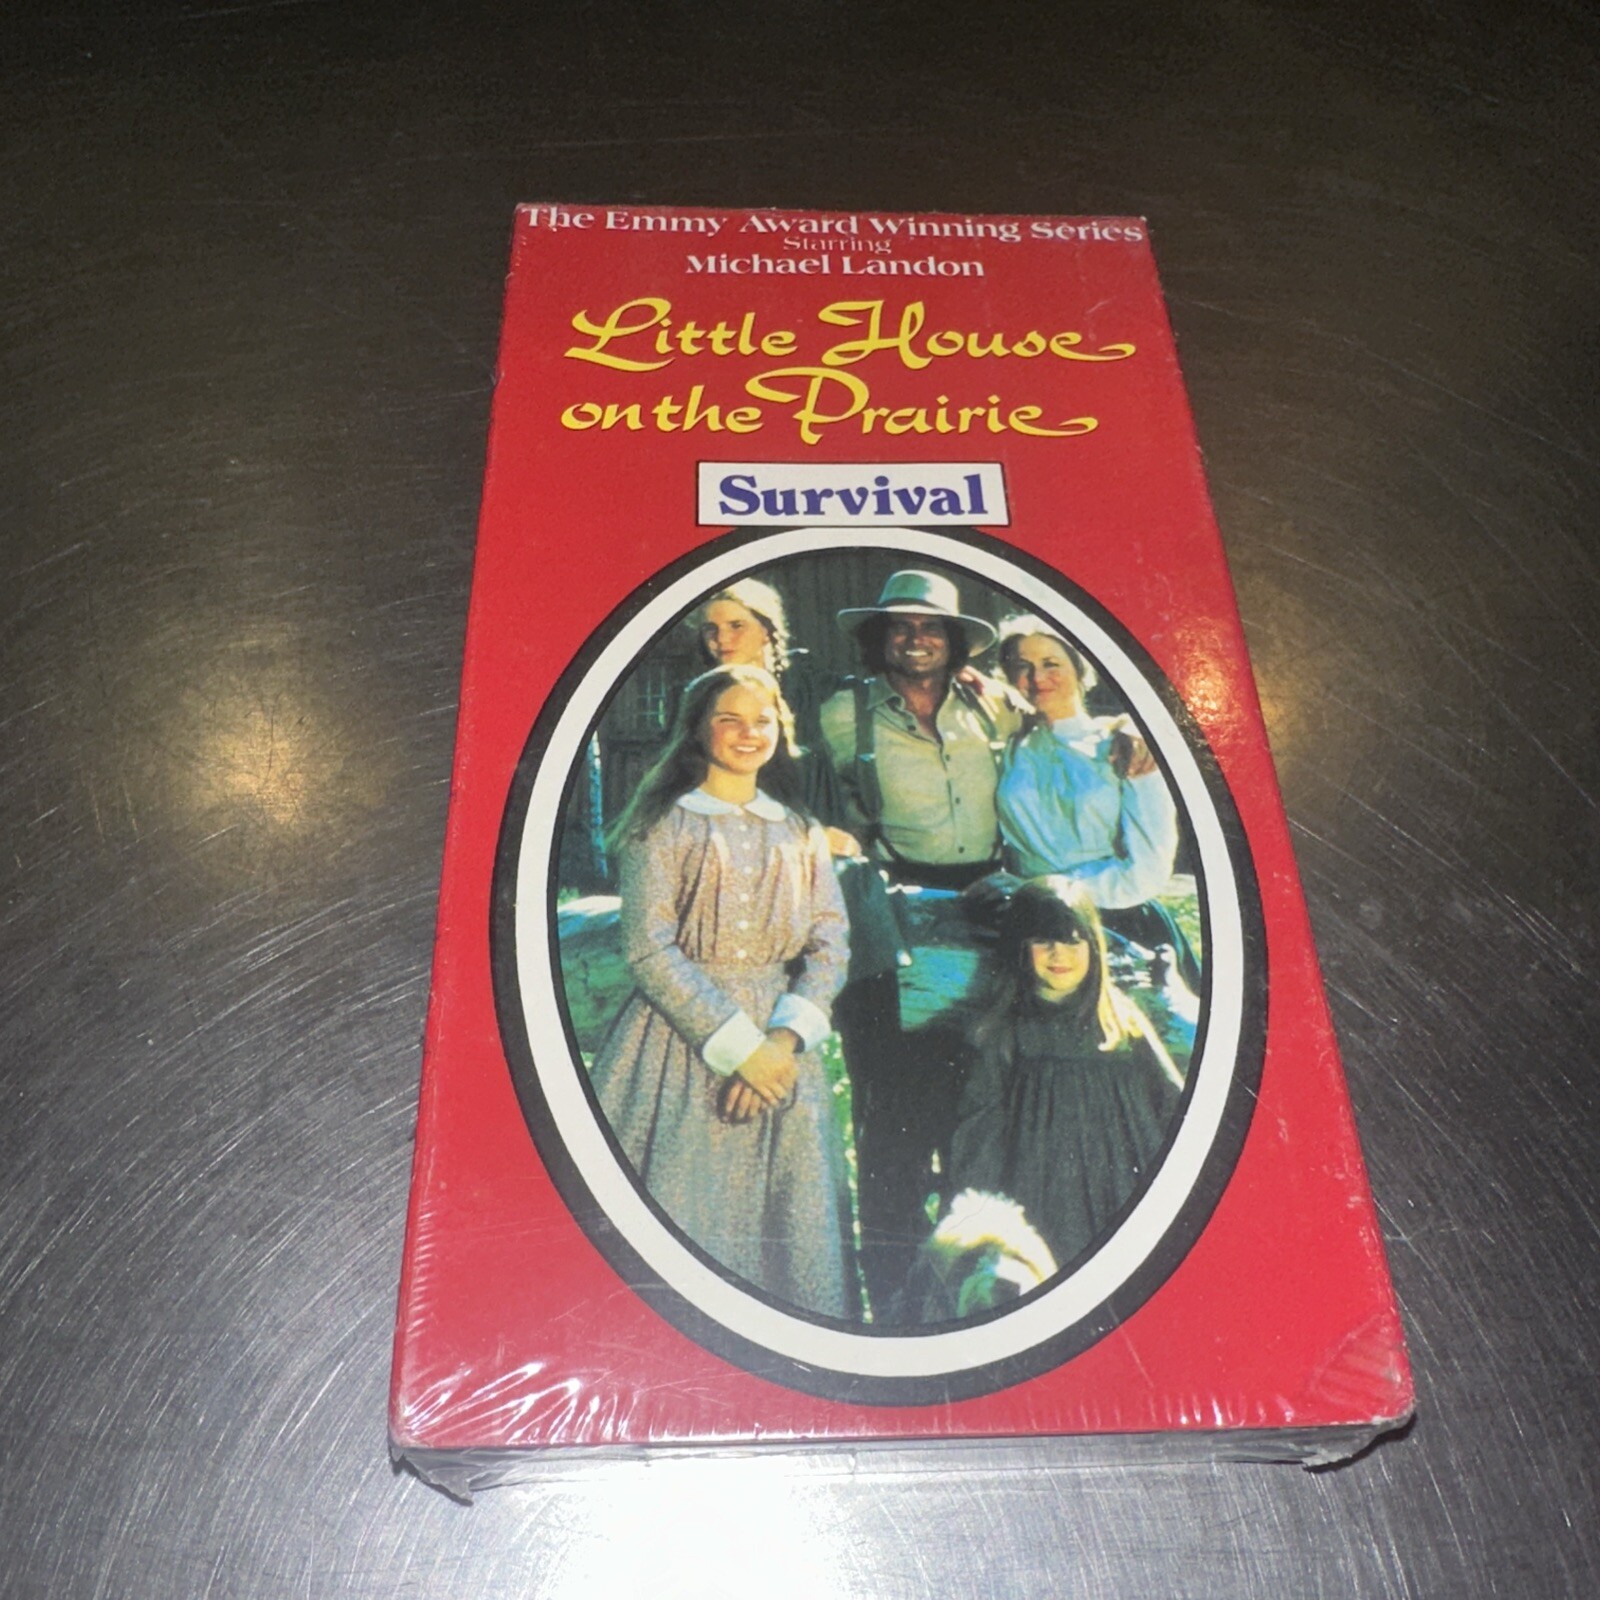 The Emmy Award Winning Series
Starring
Michael Landon
Little House
on the Prairie
Survival